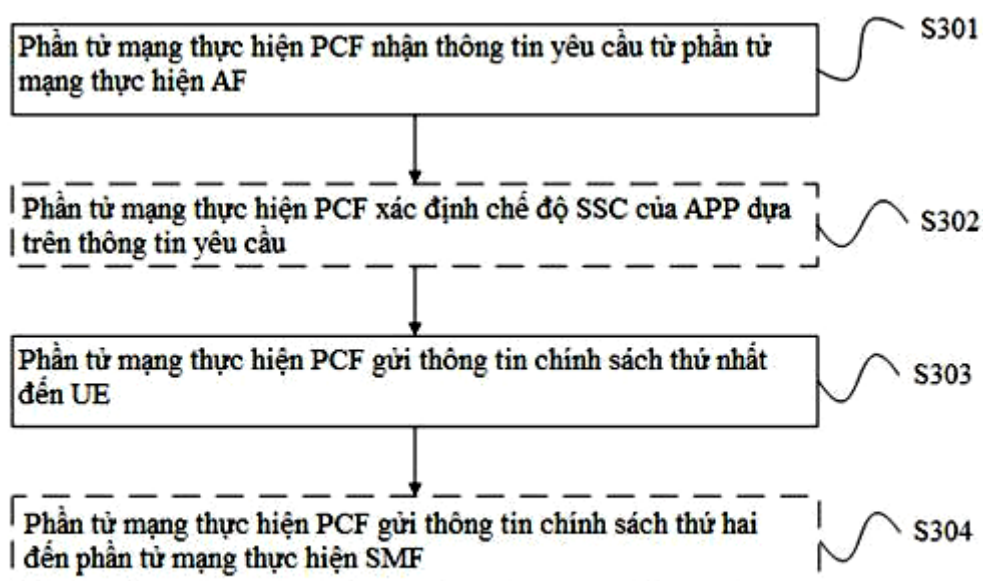 Phần tử mạng thực hiện PCF nhận thông tin yêu cầu từ phần tử
mạng thực hiện AF
S301
Phần tử mạng thực hiện PCF xác định chế độ SSC của APP dựa
trên thông tin yêu cầu
S302
Phần tử mạng thực hiện PCF gửi thông tin chính sách thứ nhất
đến UE
S303
Phần tử mạng thực hiện PCF gửi thông tin chính sách thứ hai
đến phần tử mạng thực hiện SMF
S304